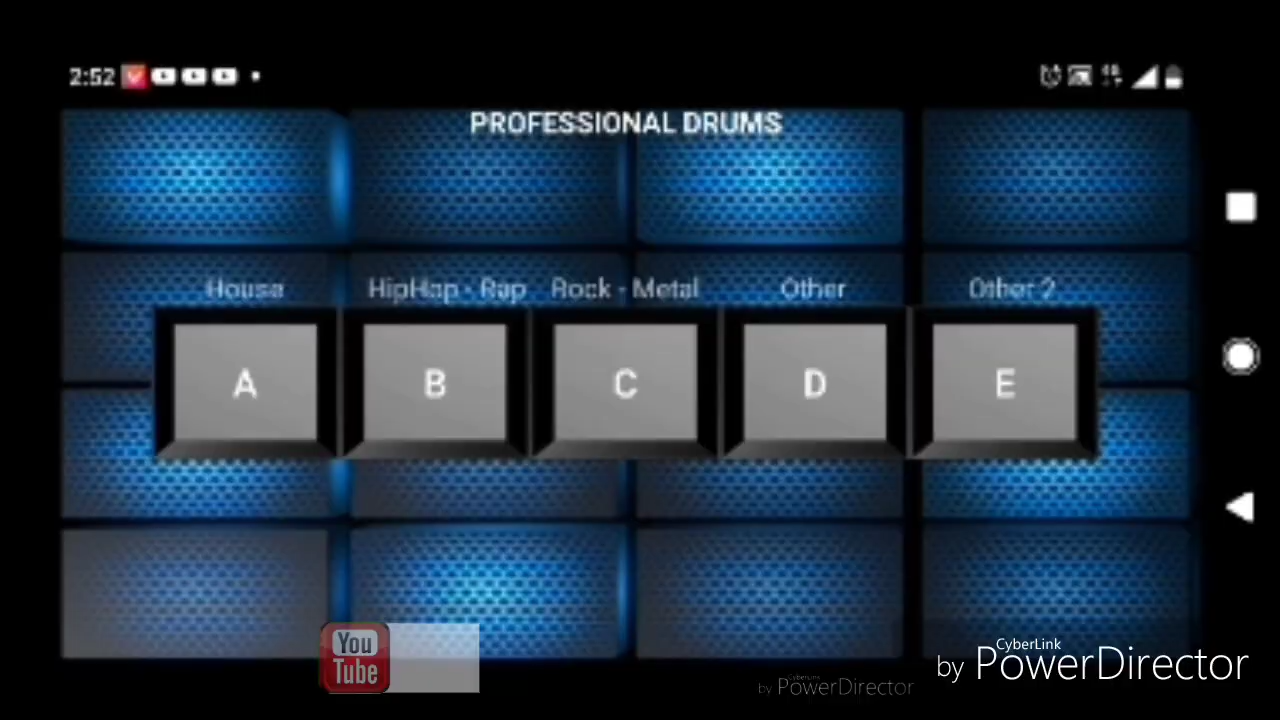 2:52
PROFESSIONAL DRUMS
House HipHop - Rap Rock - Metal Other Other 2
A B C D E
You
Tube
CyberLink
by PowerDirector
CyberLink
by PowerDirector